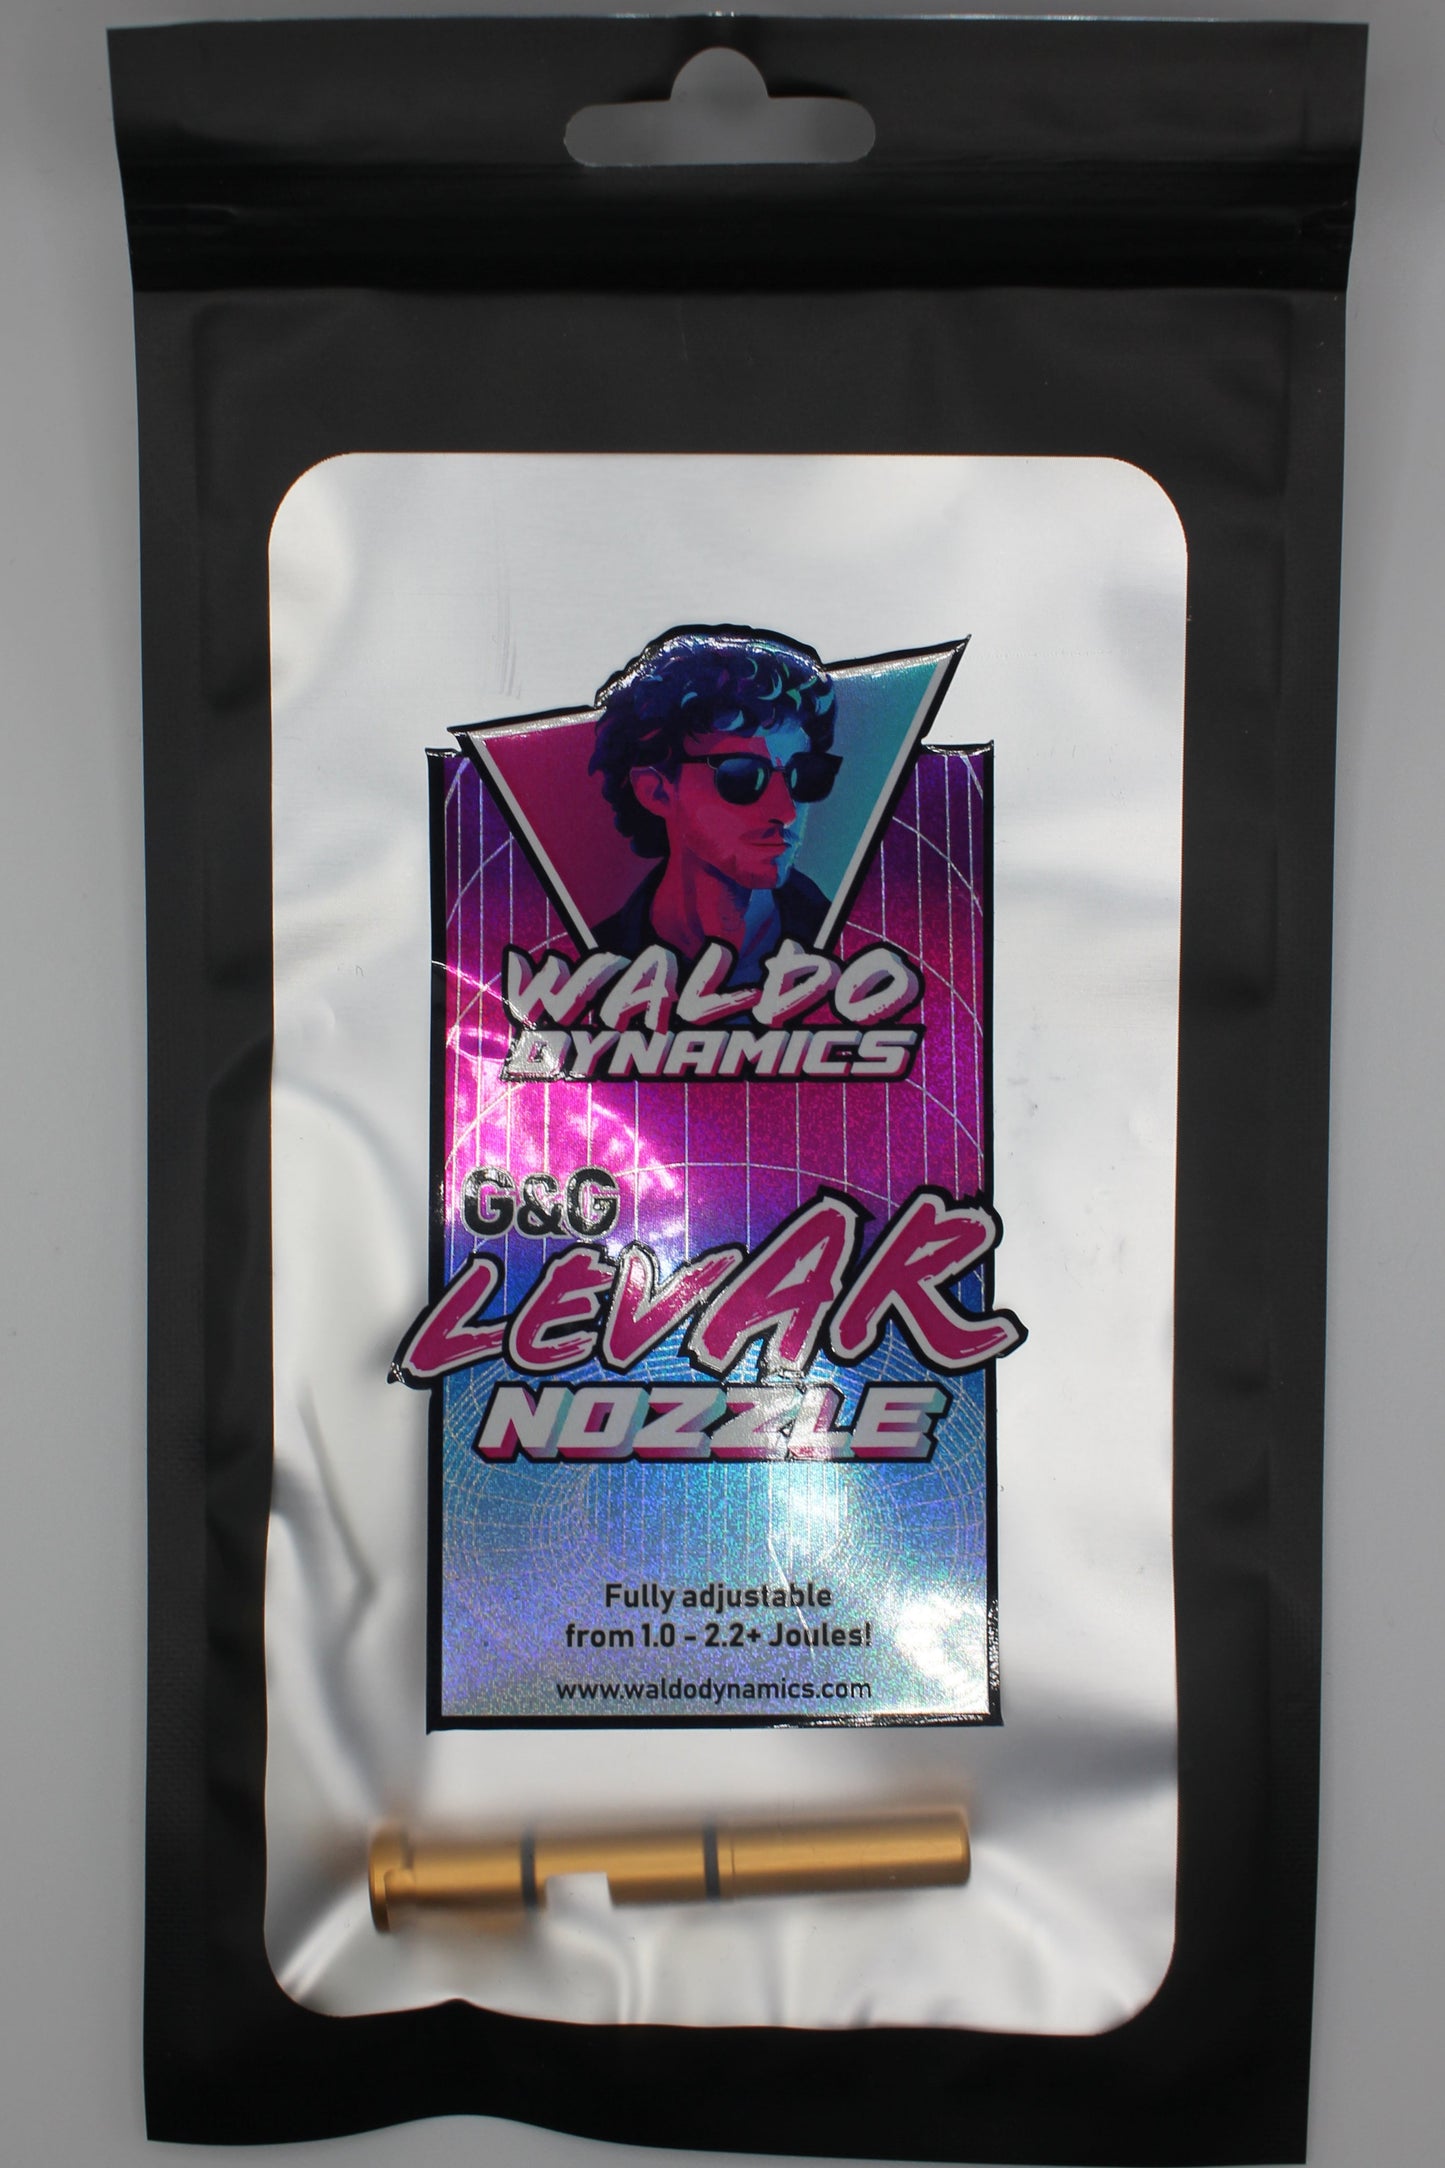 WALDO
DYNAMICS
G&G
LEVAR
NOZZLE
Fully adjustable
from 1.0 - 2.2+ Joules!
www.waldodynamics.com